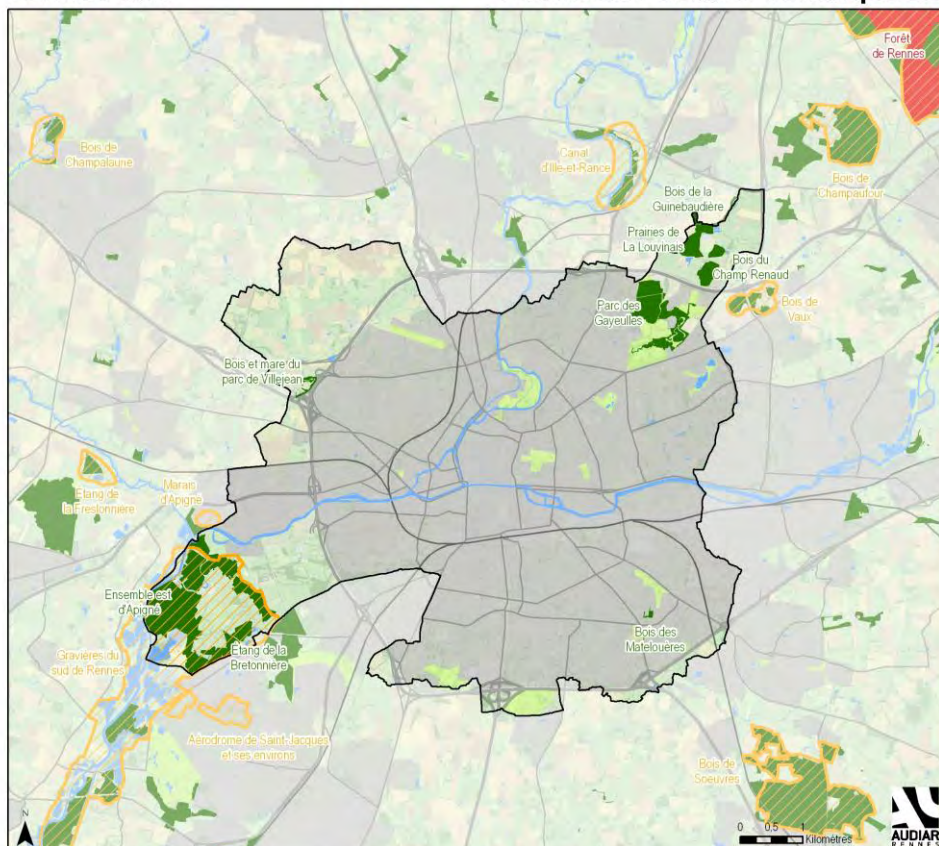 Forêt
de Rennes
Bois de
Champalaune
Canal
d'Ille-et-Rance
Bois de
Champaufour
Bois de la
Guinebaudière
Prairies de
La Louvinais
Bois du
Champ Renaud
Bois de
Vaux
Parc des
Gayeulles
Bois et mare du
parc de Villejean
Etang de
la Freslonnière
Marais
d'Apigné
Ensemble est
d'Apigné
Etang de la
Bretonnière
Bois des
Matelouères
Gravières du
sud de Rennes
Aérodrome de Saint-Jacques
et ses environs
Bois de
Soeuvres
N
0 0,5 1
Kilomètres
AUDIAR
RENNES